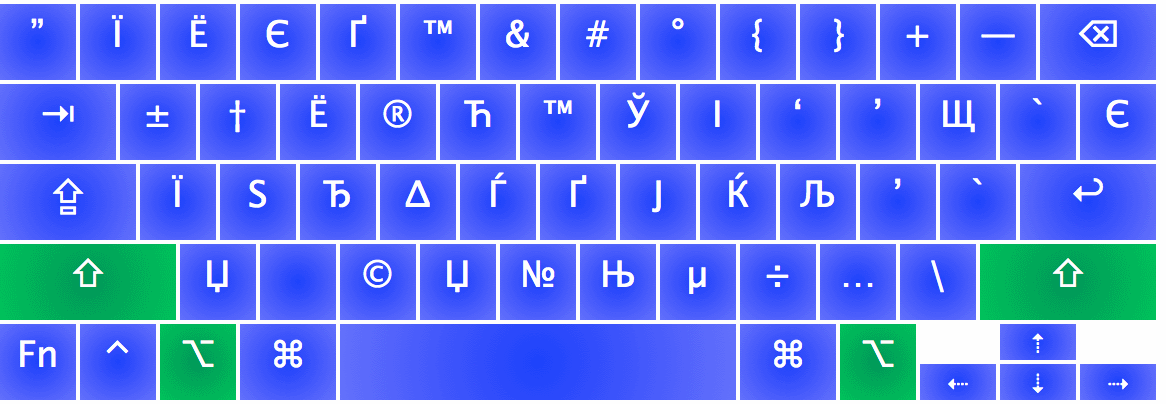 ” Ї Ё Є Ґ ™ & # ° { } + — ⌫
⇥ ± † Ё ® Ћ ™ Ў І ‘ ’ Щ ` Є
⇪ Ї Ѕ Ђ ∆ Ѓ Ґ Ј Ќ Љ ’ ` ↩
⇧ Џ © Џ № Њ µ ÷ … \ ⇧
Fn ⌃ ⌥ ⌘ ⌘ ⌥ ⇡
⇠ ⇣ ⇢